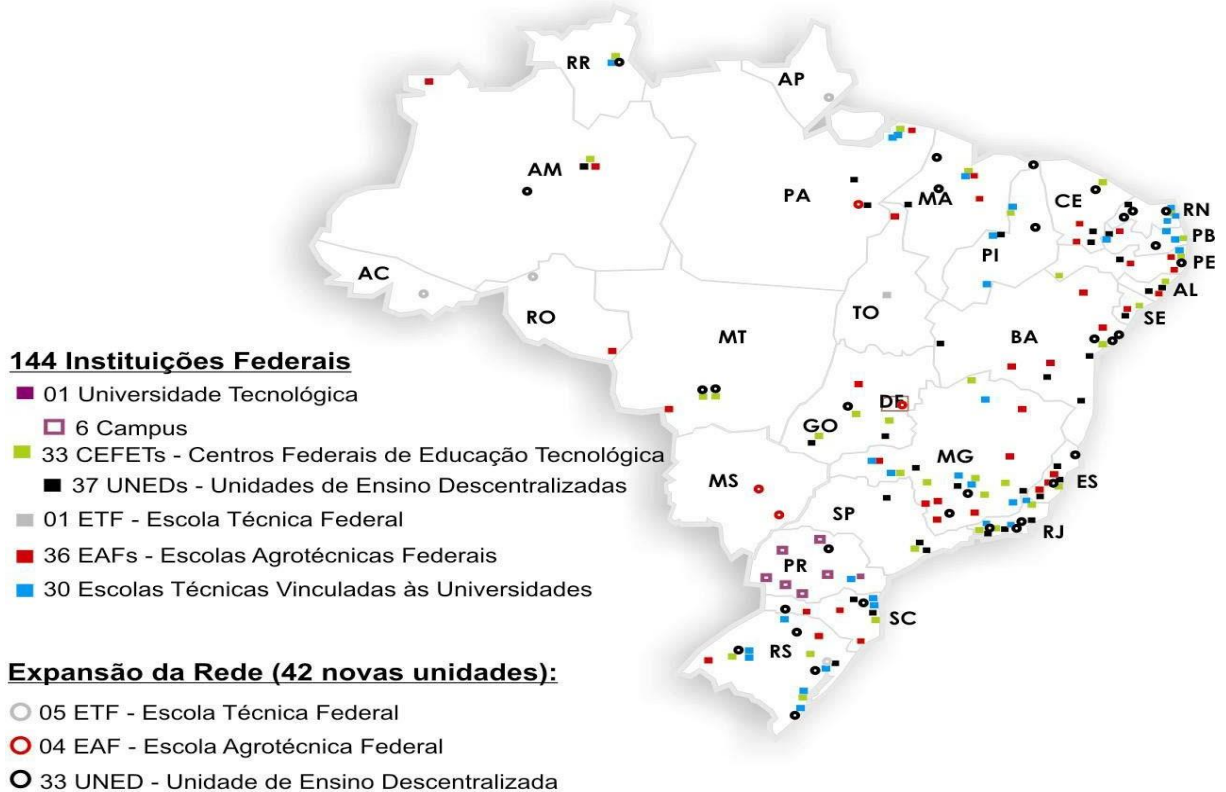 RR
AP
AM
PA
MA
CE
RN
PB
PE
AL
SE
PI
AC
RO
TO
BA
MT
DF
GO
MG
ES
MS
SP
RJ
PR
SC
RS
144 Instituições Federais
01 Universidade Tecnológica
6 Campus
33 CEFETs - Centros Federais de Educação Tecnológica
37 UNEDs - Unidades de Ensino Descentralizadas
01 ETF - Escola Técnica Federal
36 EAFs - Escolas Agrotécnicas Federais
30 Escolas Técnicas Vinculadas às Universidades
Expansão da Rede (42 novas unidades):
05 ETF - Escola Técnica Federal
04 EAF - Escola Agrotécnica Federal
33 UNED - Unidade de Ensino Descentralizada